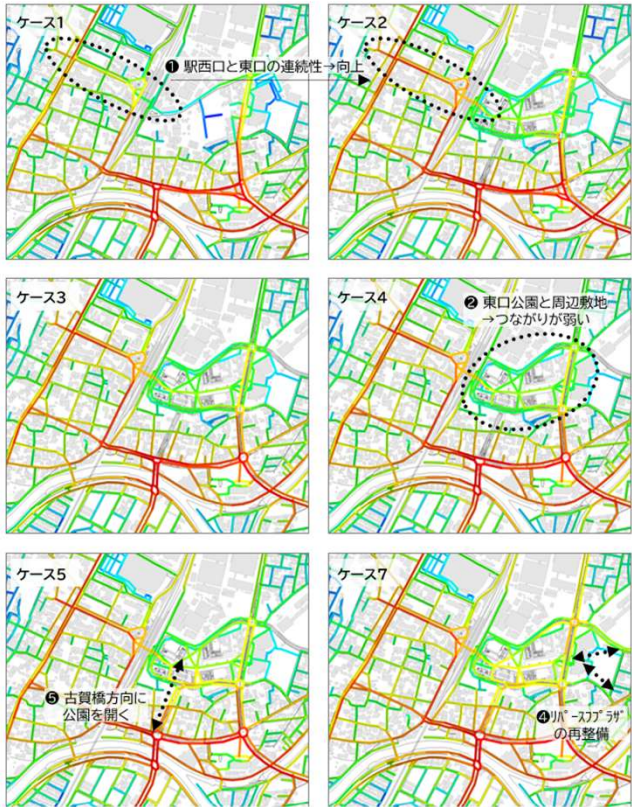 ケース1
ケース2
❶ 駅西口と東口の連続性→向上
ケース3
ケース4
❷ 東口公園と周辺敷地
→つながりが弱い
ケース5
ケース7
❺ 古賀橋方向に
公園を開く
❹ﾘﾊﾞｰｽﾌﾟﾗｻﾞ
の再整備